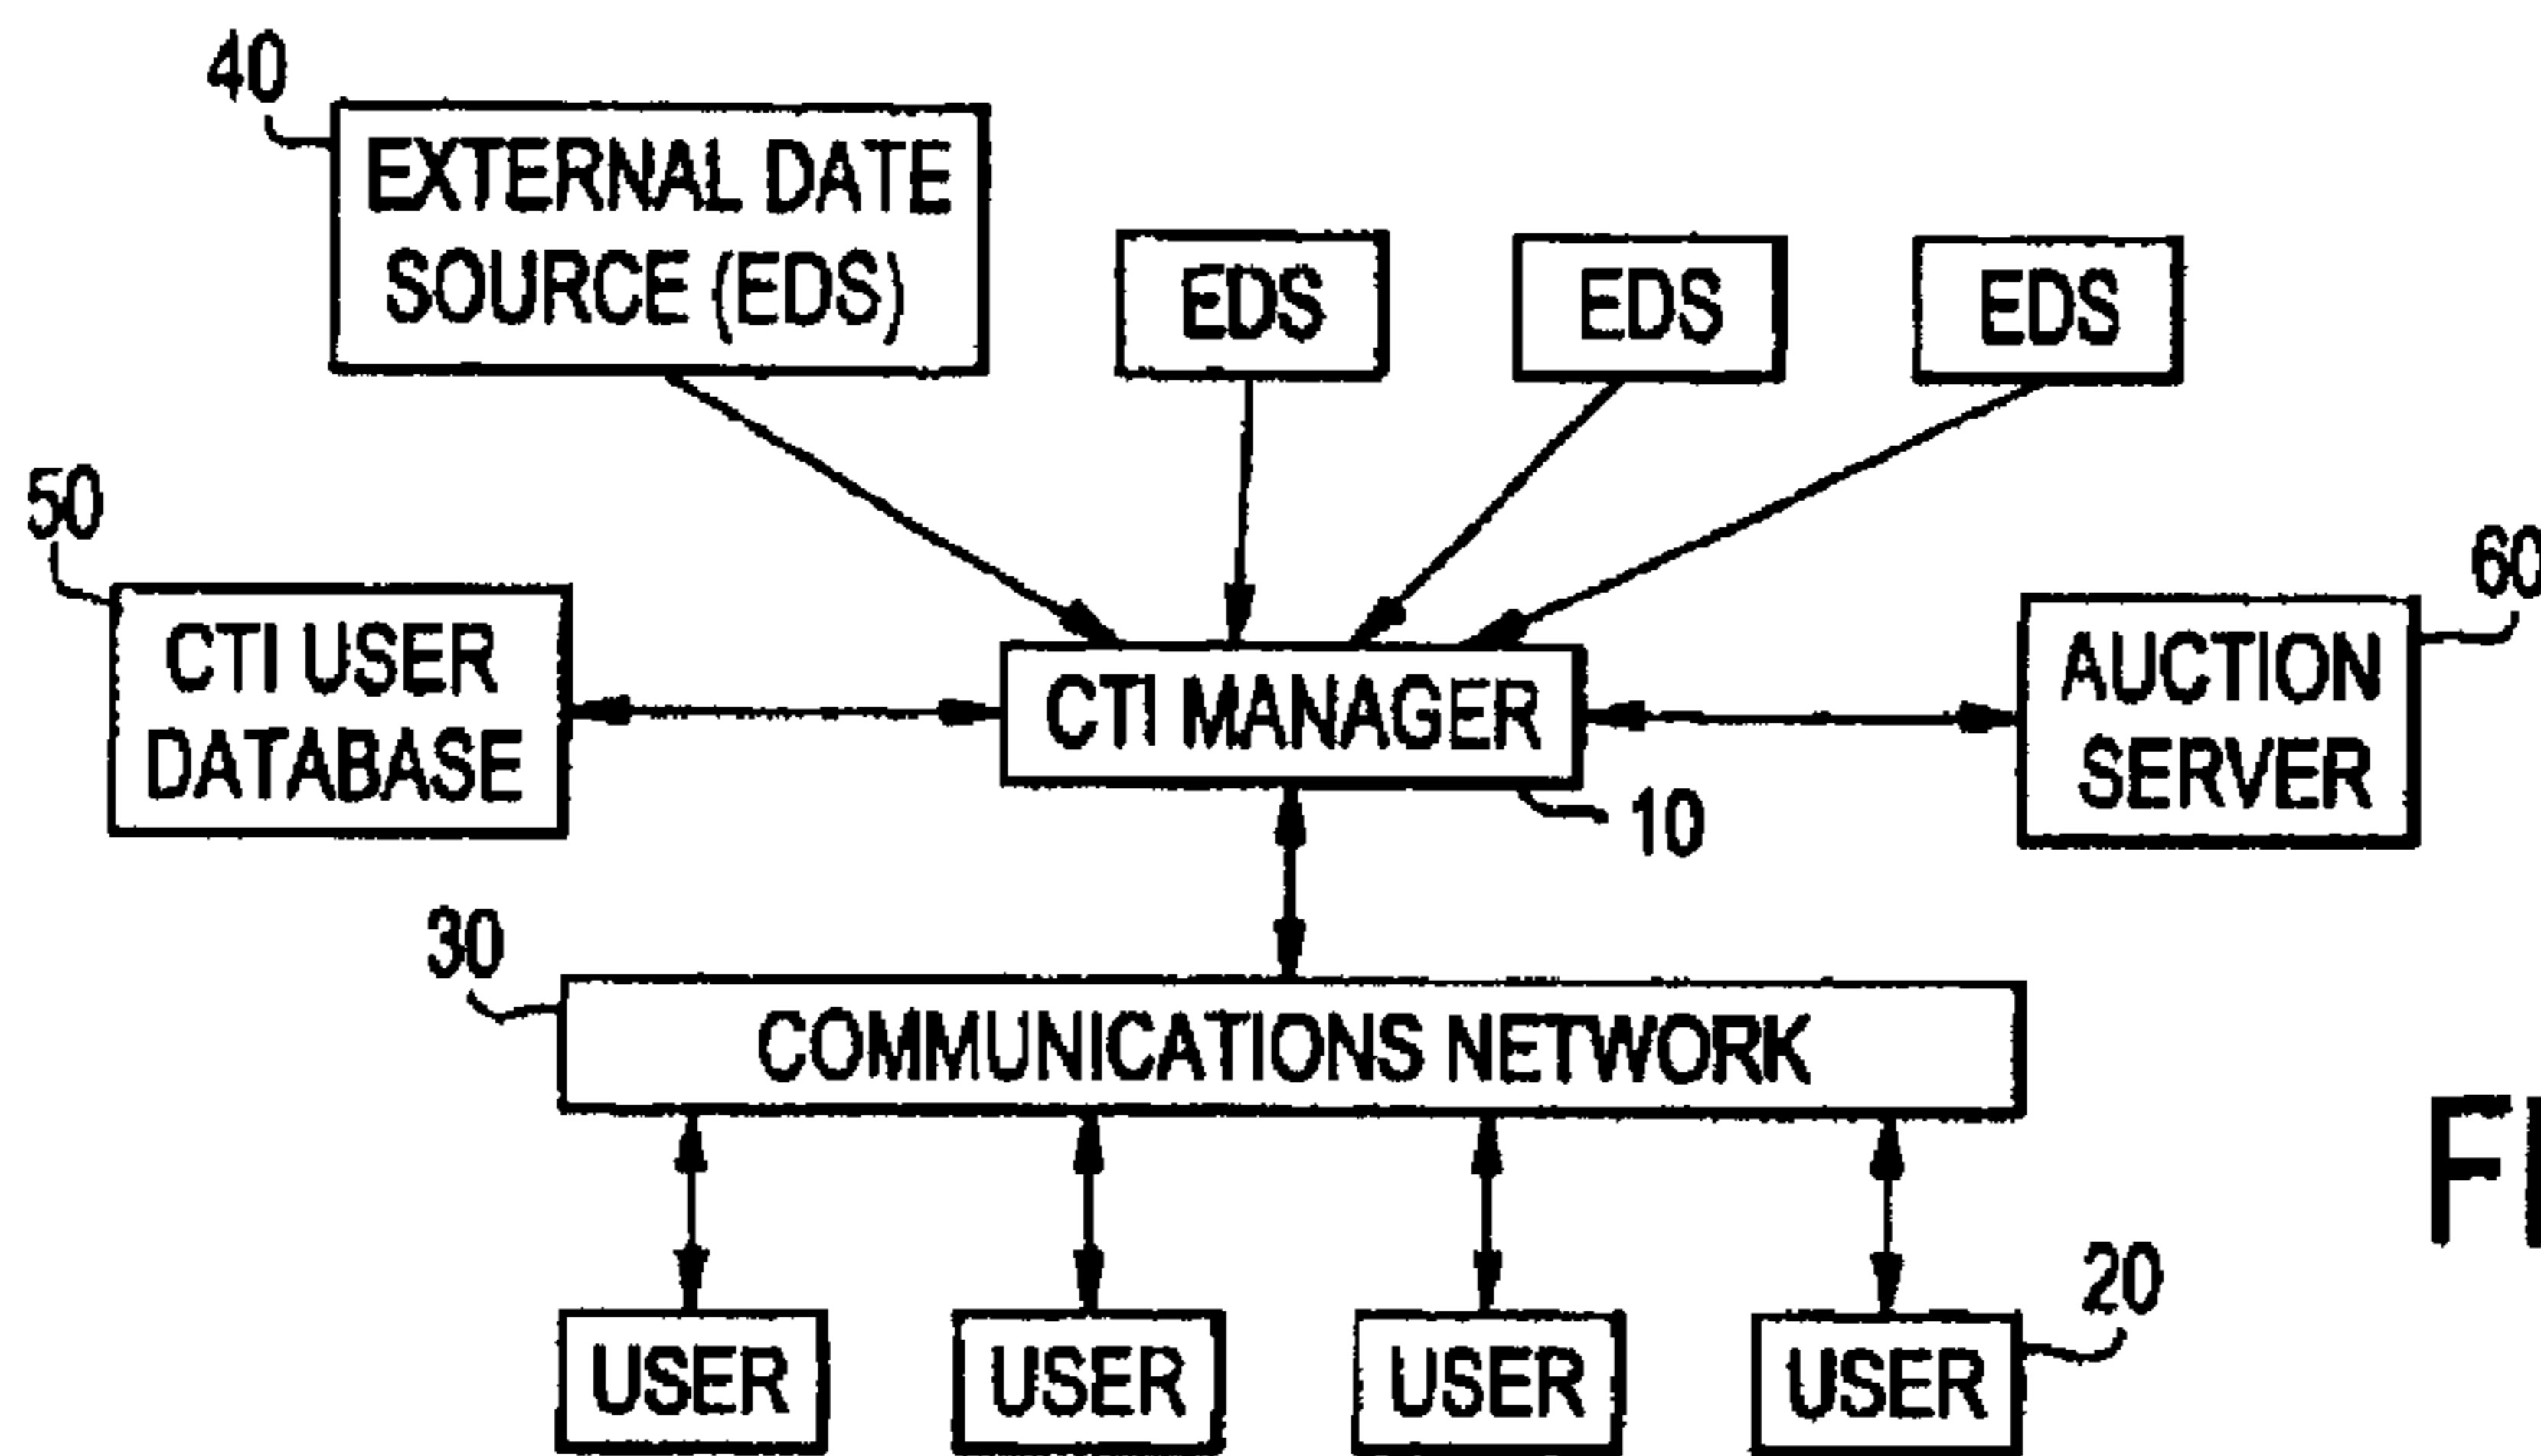 40
EXTERNAL DATE
SOURCE (EDS)
EDS
EDS
EDS
50
CTI USER
DATABASE
CTI MANAGER
10
60
AUCTION
SERVER
30
COMMUNICATIONS NETWORK
USER
USER
USER
USER
20